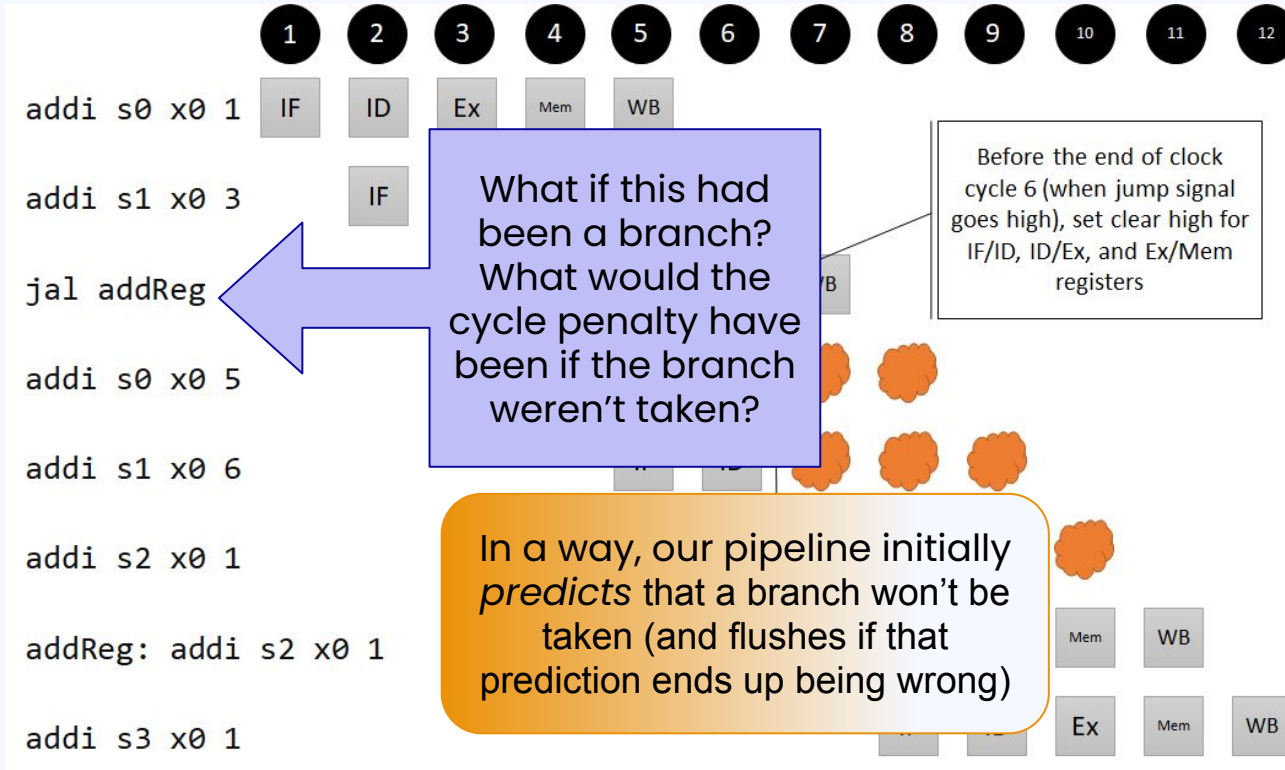 1 2 3 4 5 6 7 8 9 10 11 12
addi s0 x0 1 IF ID Ex Mem WB
addi s1 x0 3 IF
jal addReg
addi s0 x0 5
addi s1 x0 6
addi s2 x0 1
addReg: addi s2 x0 1 Mem WB
addi s3 x0 1 Ex Mem WB
What if this had
been a branch?
What would the
cycle penalty have
been if the branch
weren't taken?
Before the end of clock
cycle 6 (when jump signal
goes high), set clear high for
IF/ID, ID/Ex, and Ex/Mem
registers
In a way, our pipeline initially
predicts that a branch won't be
taken (and flushes if that
prediction ends up being wrong)